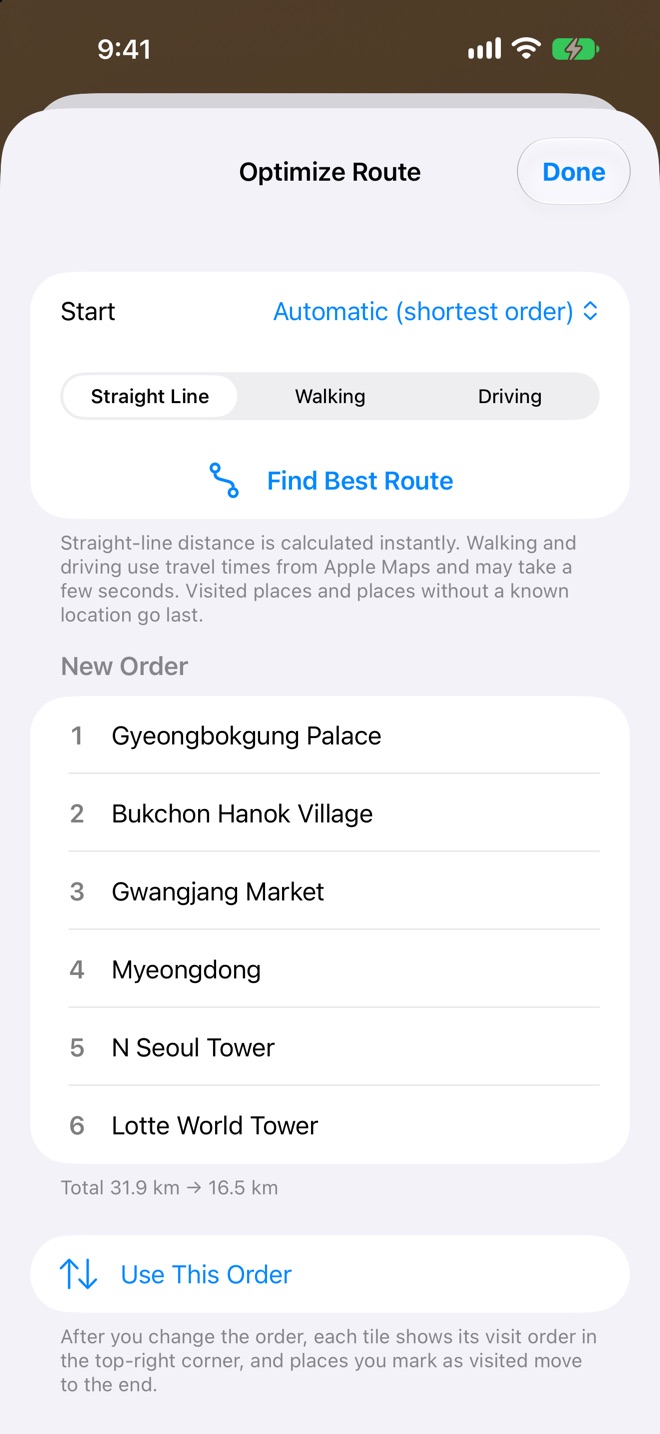 9:41
Optimize Route
Done
Start
Automatic (shortest order)
Straight Line
Walking
Driving
Find Best Route
Straight-line distance is calculated instantly. Walking and
driving use travel times from Apple Maps and may take a
few seconds. Visited places and places without a known
location go last.
New Order
1 Gyeongbokgung Palace
2 Bukchon Hanok Village
3 Gwangjang Market
4 Myeongdong
5 N Seoul Tower
6 Lotte World Tower
Total 31.9 km → 16.5 km
Use This Order
After you change the order, each tile shows its visit order in
the top-right corner, and places you mark as visited move
to the end.